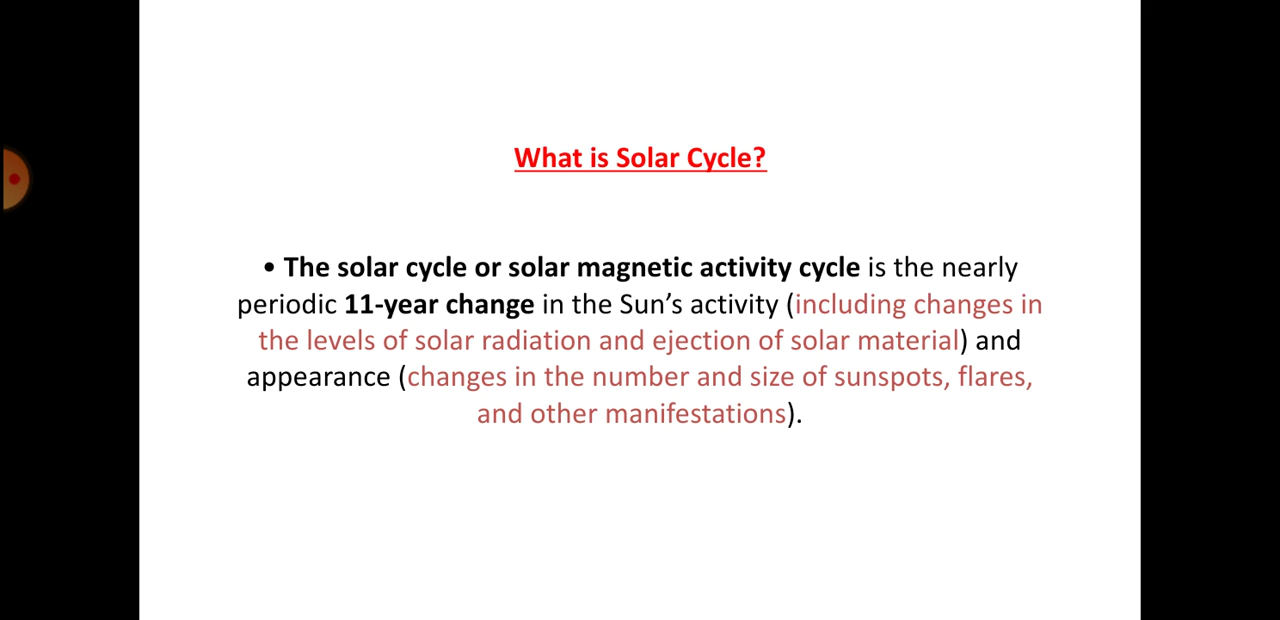 What is Solar Cycle?
• The solar cycle or solar magnetic activity cycle is the nearly
periodic 11-year change in the Sun’s activity (including changes in
the levels of solar radiation and ejection of solar material) and
appearance (changes in the number and size of sunspots, flares,
and other manifestations).